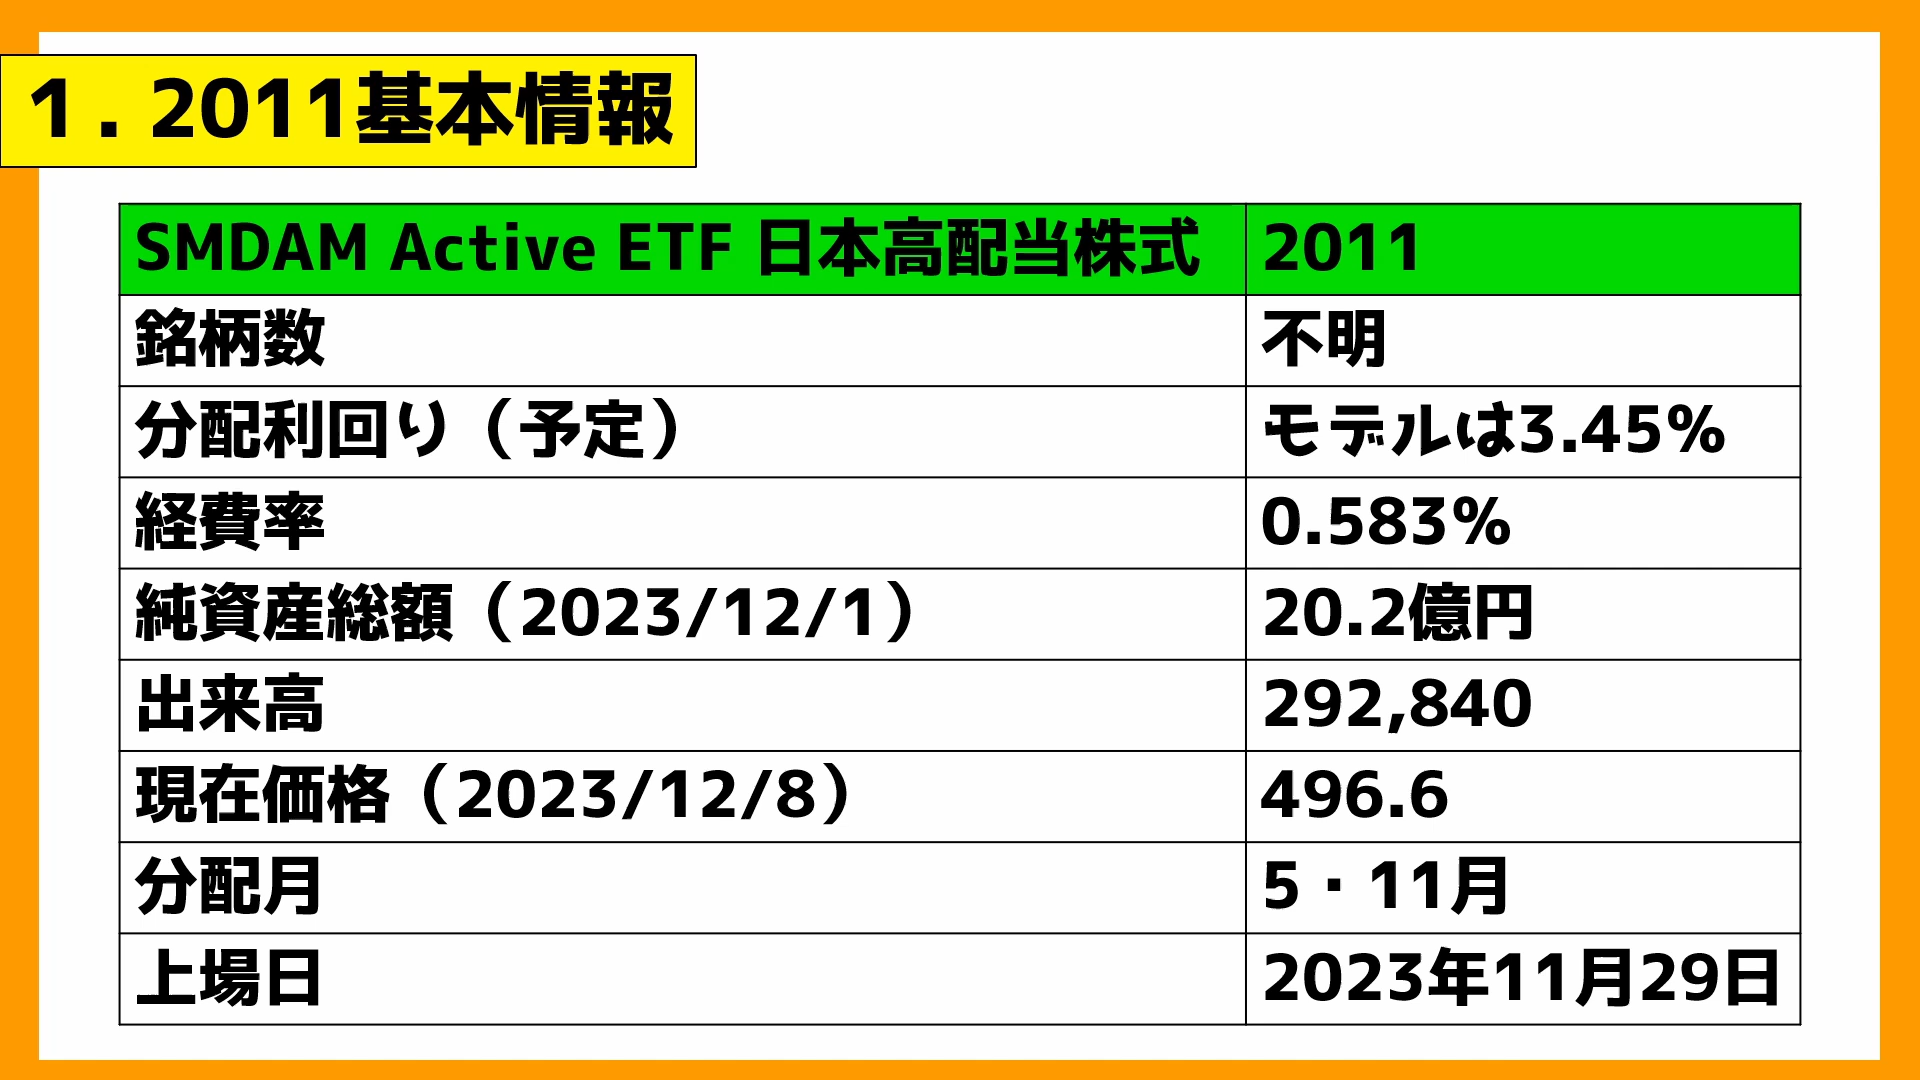 １. 2011基本情報
SMDAM Active ETF 日本高配当株式 2011
銘柄数 不明
分配利回り（予定） モデルは3.45%
経費率 0.583%
純資産総額（2023/12/1） 20.2億円
出来高 292,840
現在価格（2023/12/8） 496.6
分配月 5・11月
上場日 2023年11月29日